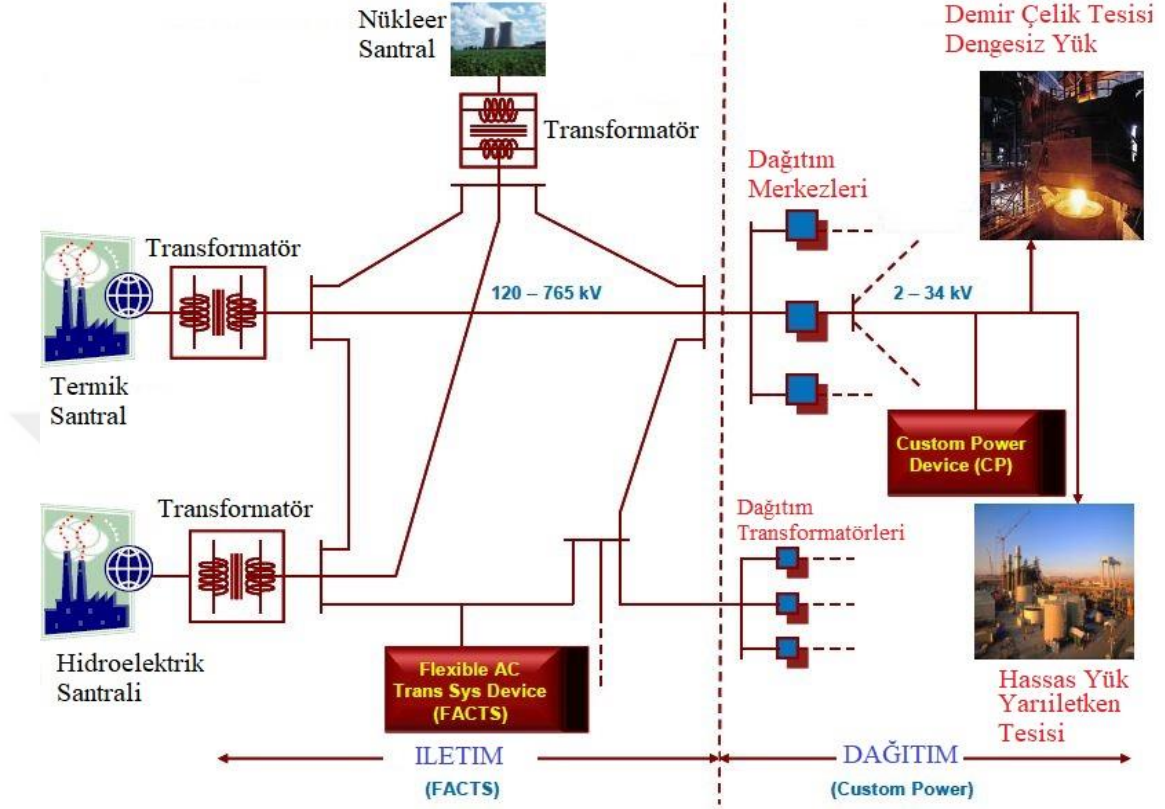 Nükleer
Santral
Transformatör
Demir Çelik Tesisi
Dengesiz Yük
Dağıtım
Merkezleri
Transformatör
120 – 765 kV
2 – 34 kV
Termik
Santral
Custom Power
Device (CP)
Transformatör
Dağıtım
Transformatörleri
Hidroelektrik
Santrali
Flexible AC
Trans Sys Device
(FACTS)
Hassas Yük
Yarıiletken
Tesisi
ILETIM
(FACTS)
DAĞITIM
(Custom Power)